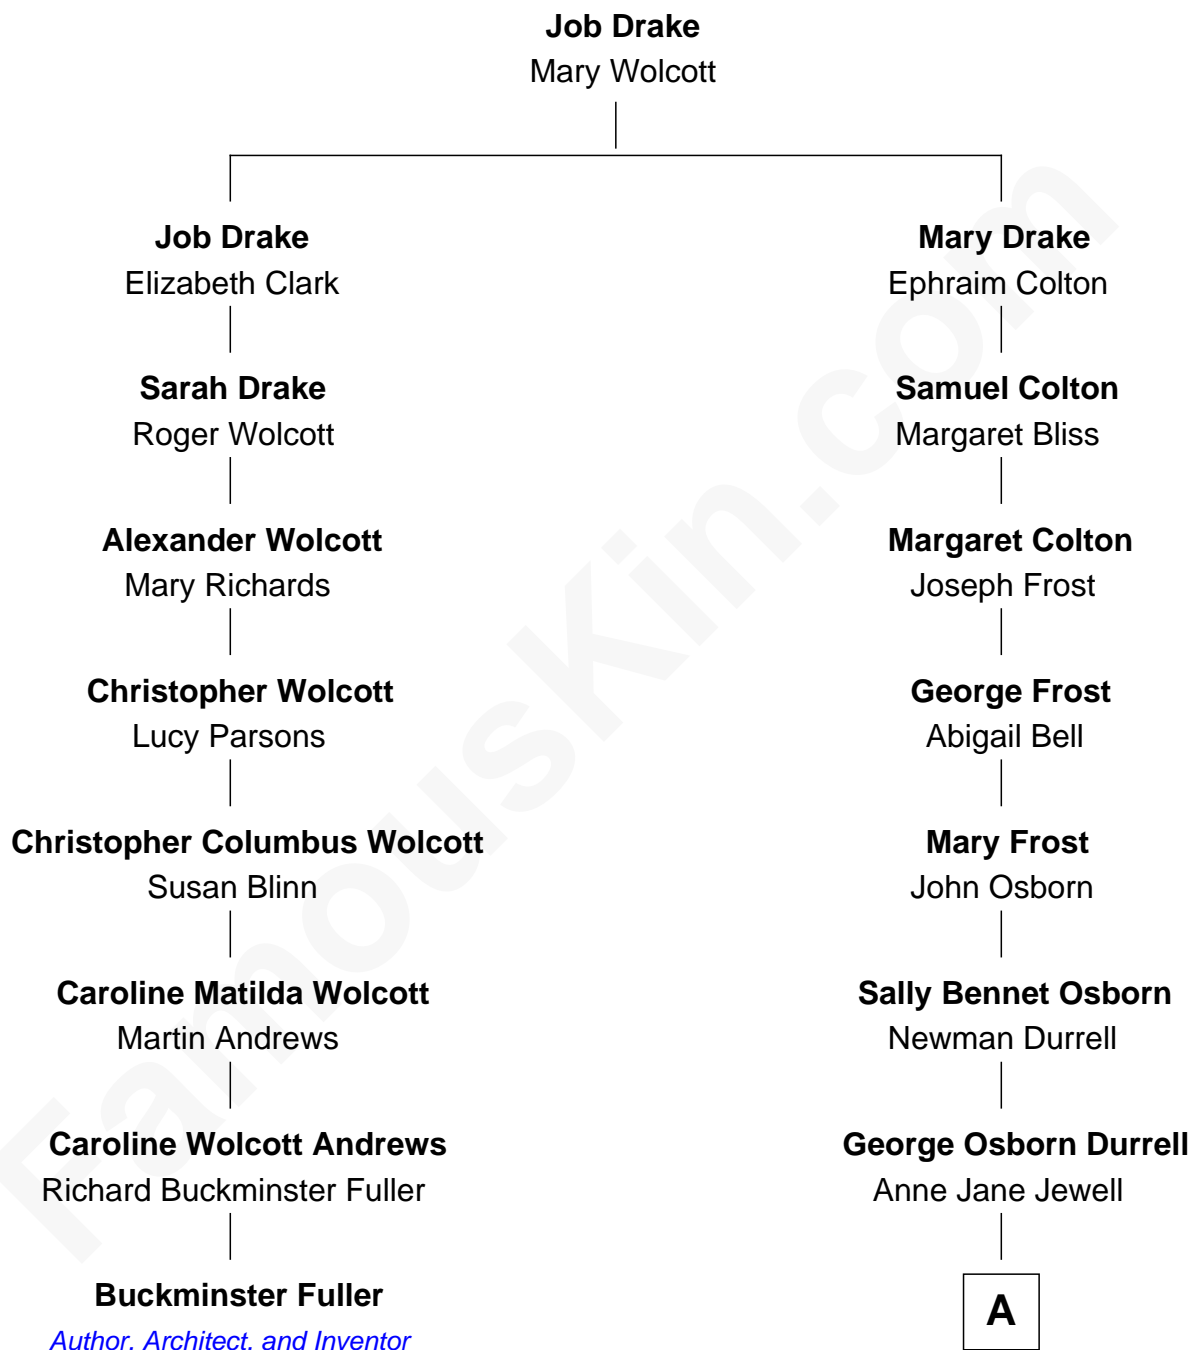 Job Drake
Mary Wolcott
Job Drake
Elizabeth Clark
Mary Drake
Ephraim Colton
Sarah Drake
Roger Wolcott
Samuel Colton
Margaret Bliss
Alexander Wolcott
Mary Richards
Margaret Colton
Joseph Frost
Christopher Wolcott
Lucy Parsons
George Frost
Abigail Bell
Christopher Columbus Wolcott
Susan Blinn
Mary Frost
John Osborn
Caroline Matilda Wolcott
Martin Andrews
Sally Bennet Osborn
Newman Durrell
Caroline Wolcott Andrews
Richard Buckminster Fuller
George Osborn Durrell
Anne Jane Jewell
Buckminster Fuller
Author, Architect, and Inventor
A
FamousKin.com